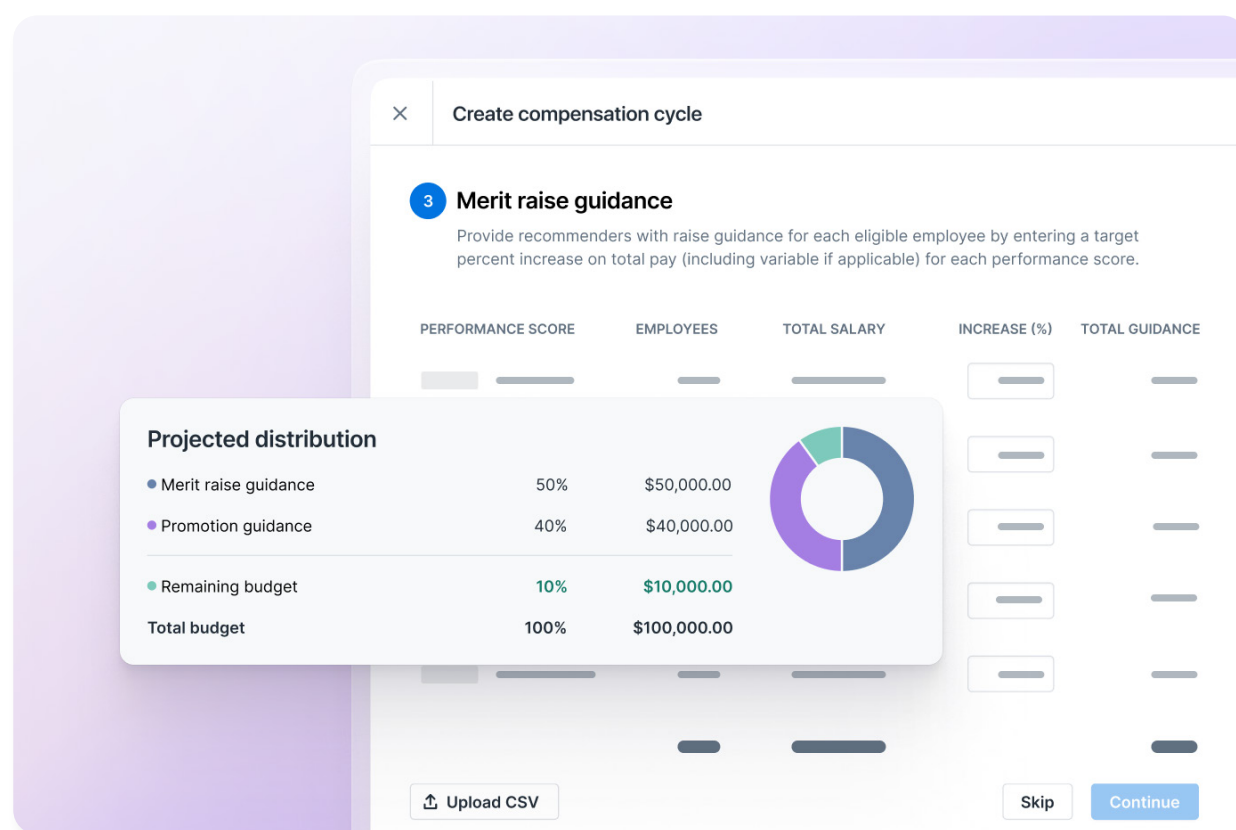 Create compensation cycle
3 Merit raise guidance
Provide recommenders with raise guidance for each eligible employee by entering a target
percent increase on total pay (including variable if applicable) for each performance score.
PERFORMANCE SCORE EMPLOYEES TOTAL SALARY INCREASE (%) TOTAL GUIDANCE
Projected distribution
Merit raise guidance 50% $50,000.00
Promotion guidance 40% $40,000.00
Remaining budget 10% $10,000.00
Total budget 100% $100,000.00
Upload CSV Skip Continue